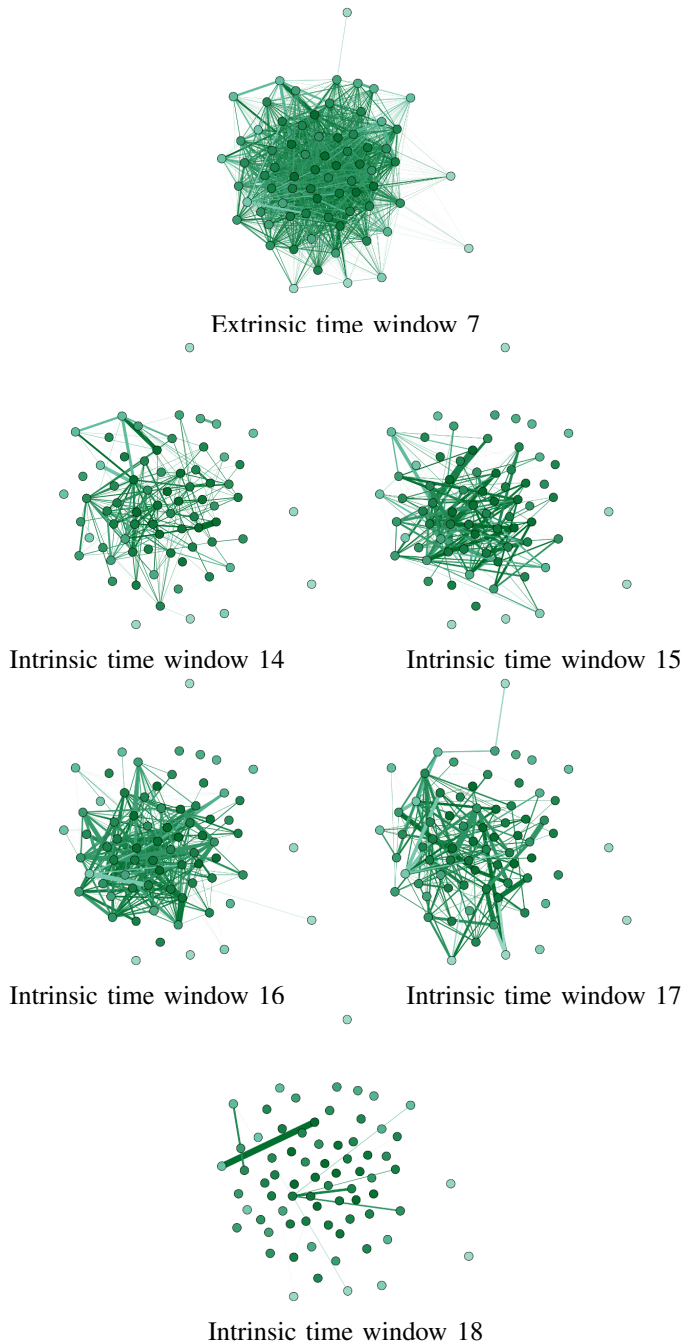 Extrinsic time window 7
Intrinsic time window 14
Intrinsic time window 15
Intrinsic time window 16
Intrinsic time window 17
Intrinsic time window 18